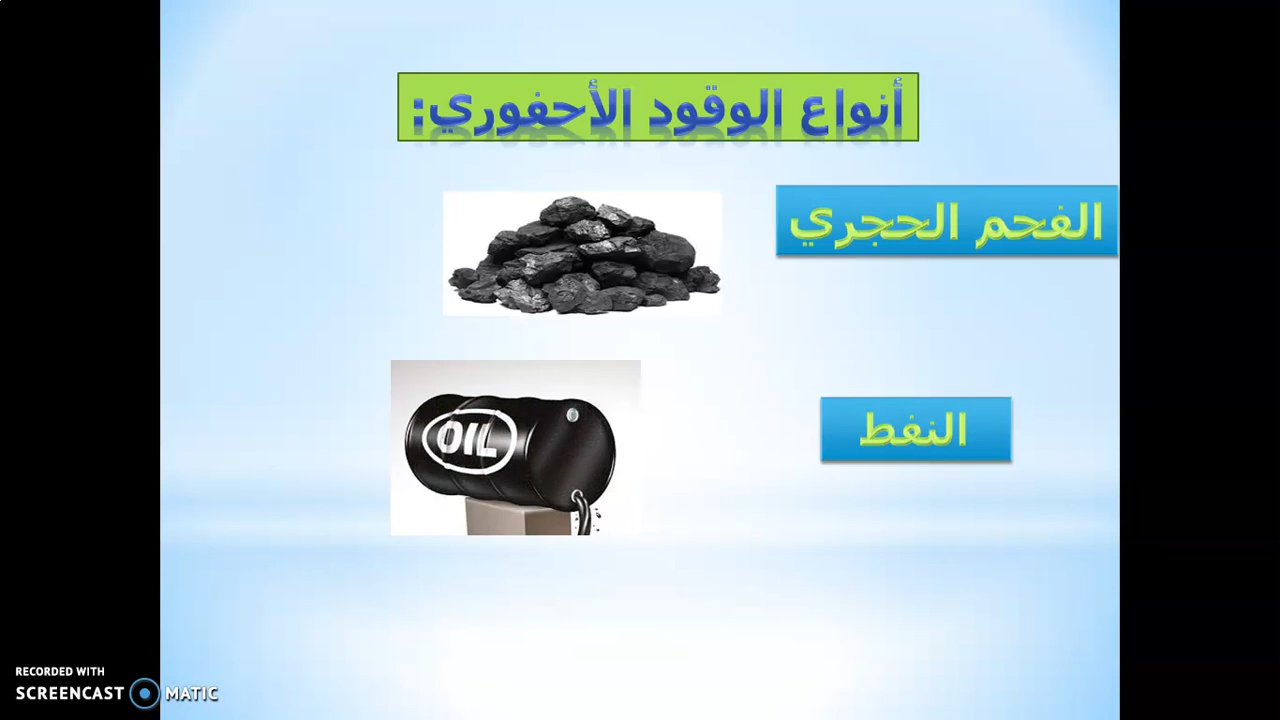 أنواع الوقود الأحفوري:
الفحم الحجري
النفط
OIL
RECORDED WITH
SCREENCAST MATIC